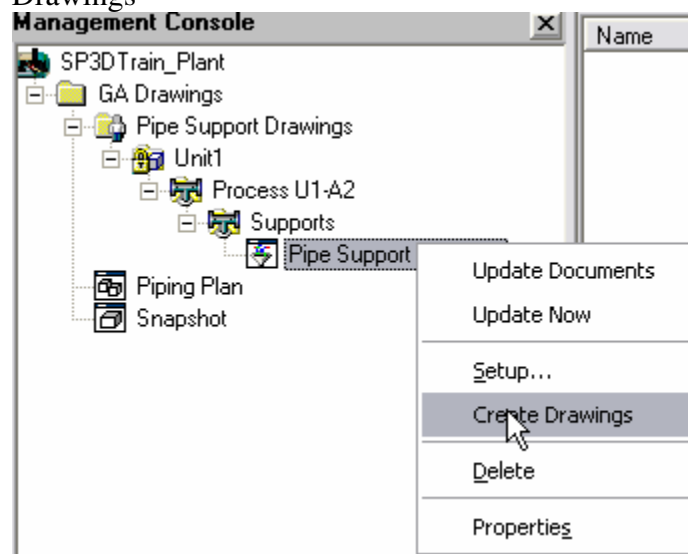 Drawings
Management Console
Name
SP3DTrain_Plant
GA Drawings
Pipe Support Drawings
Unit1
Process U1-A2
Supports
Pipe Support
Piping Plan
Snapshot
Update Documents
Update Now
Setup...
Create Drawings
Delete
Properties